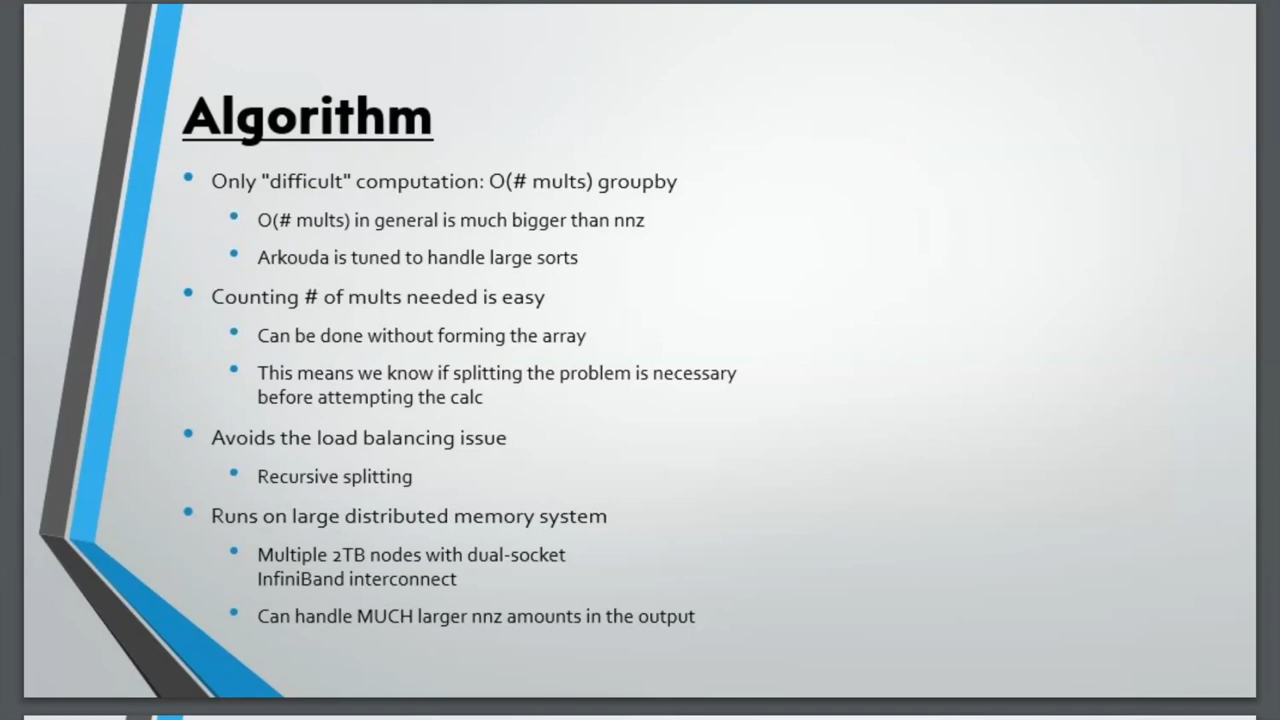 Algorithm
Only "difficult" computation: O(# mults) groupby
O(# mults) in general is much bigger than nnz
Arkouda is tuned to handle large sorts
Counting # of mults needed is easy
Can be done without forming the array
This means we know if splitting the problem is necessary
before attempting the calc
Avoids the load balancing issue
Recursive splitting
Runs on large distributed memory system
Multiple 2TB nodes with dual-socket
InfiniBand interconnect
Can handle MUCH larger nnz amounts in the output